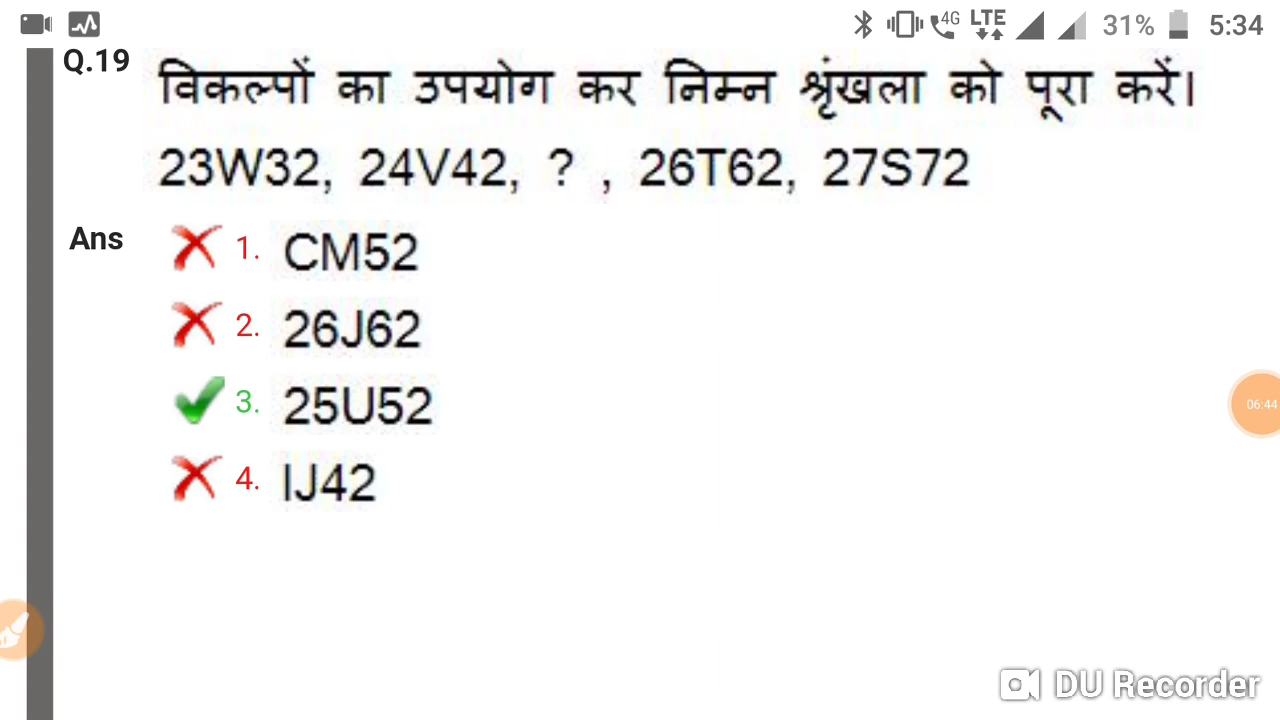 4G LTE 31% 5:34
Q.19 विकल्पों का उपयोग कर निम्न श्रृंखला को पूरा करें।
23W32, 24V42, ? , 26T62, 27S72
Ans 1. CM52
2. 26J62
3. 25U52
06:44
4. IJ42
DU Recorder